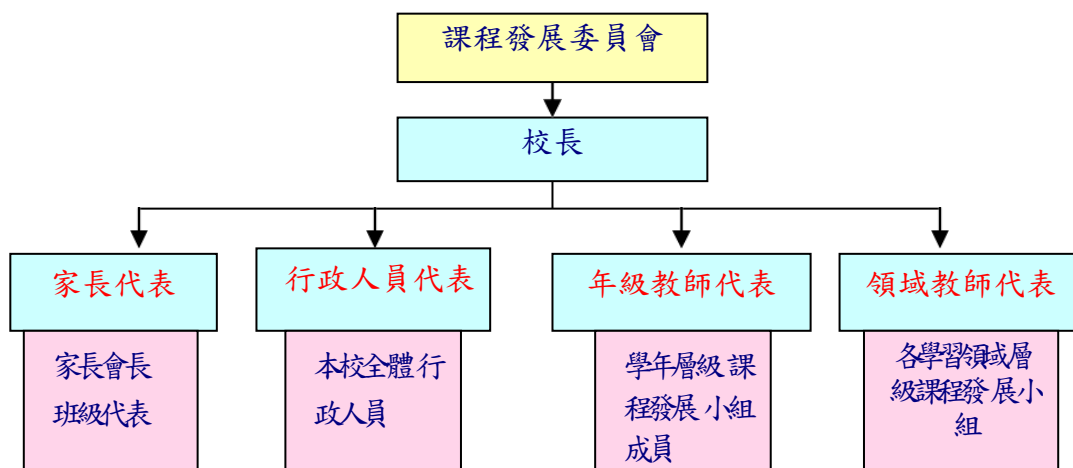 課程發展委員會
校長
家長代表
行政人員代表
年級教師代表
領域教師代表
家長會長
班級代表
本校全體行
政人員
學年層級課
程發展小組
成員
各學習領域層
級課程發展小
組